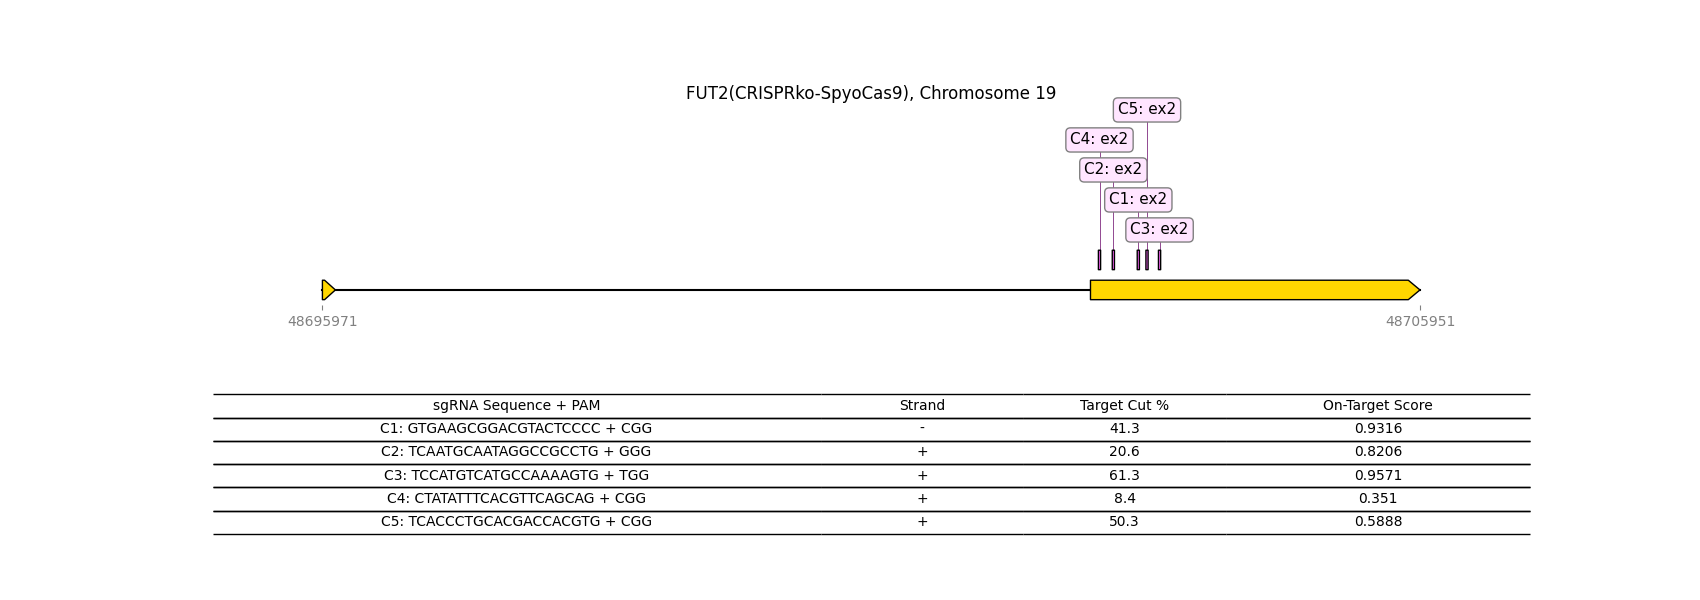 FUT2(CRISPRko-SpyoCas9), Chromosome 19
C5: ex2
C4: ex2
C2: ex2
C1: ex2
C3: ex2
48695971 48705951
sgRNA Sequence + PAM Strand Target Cut % On-Target Score
C1: GTGAAGCGGACGTACTCCCC + CGG - 41.3 0.9316
C2: TCAATGCAATAGGCCGCCTG + GGG + 20.6 0.8206
C3: TCCATGTCATGCCAAAAGTG + TGG + 61.3 0.9571
C4: CTATATTTCACGTTCAGCAG + CGG + 8.4 0.351
C5: TCACCCTGCACGACCACGTG + CGG + 50.3 0.5888